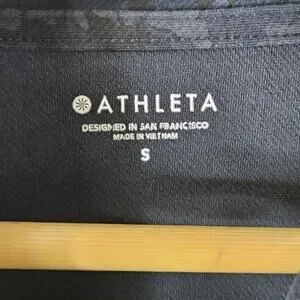 ATHLETA
DESIGNED IN SAN FRANCISCO
MADE IN VIETNAM
S